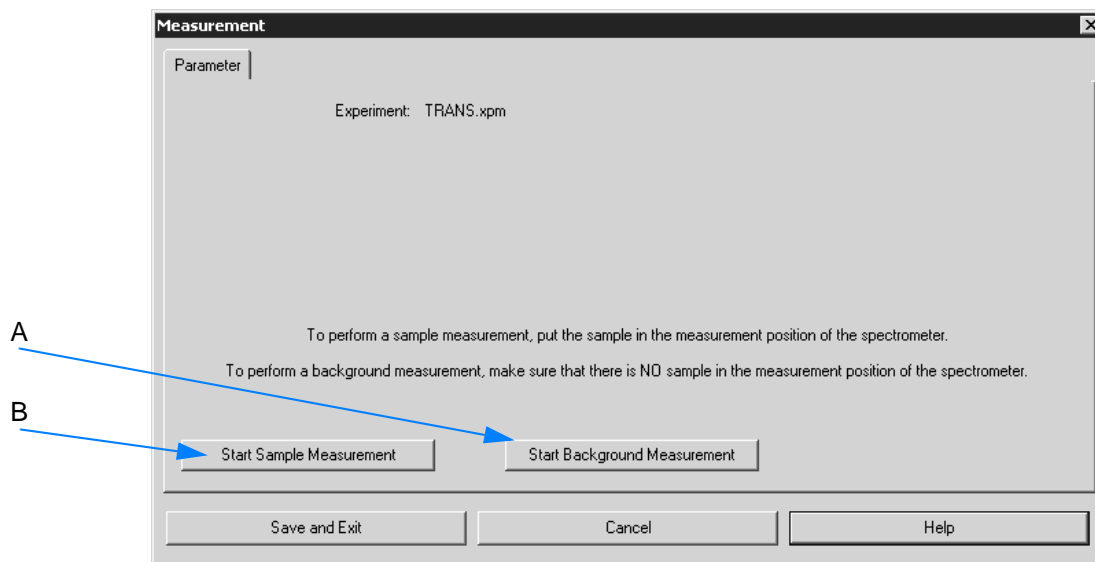 Measurement
Parameter
Experiment: TRANS.xpm
A
To perform a sample measurement, put the sample in the measurement position of the spectrometer.
To perform a background measurement, make sure that there is NO sample in the measurement position of the spectrometer.
B
Start Sample Measurement
Start Background Measurement
Save and Exit
Cancel
Help